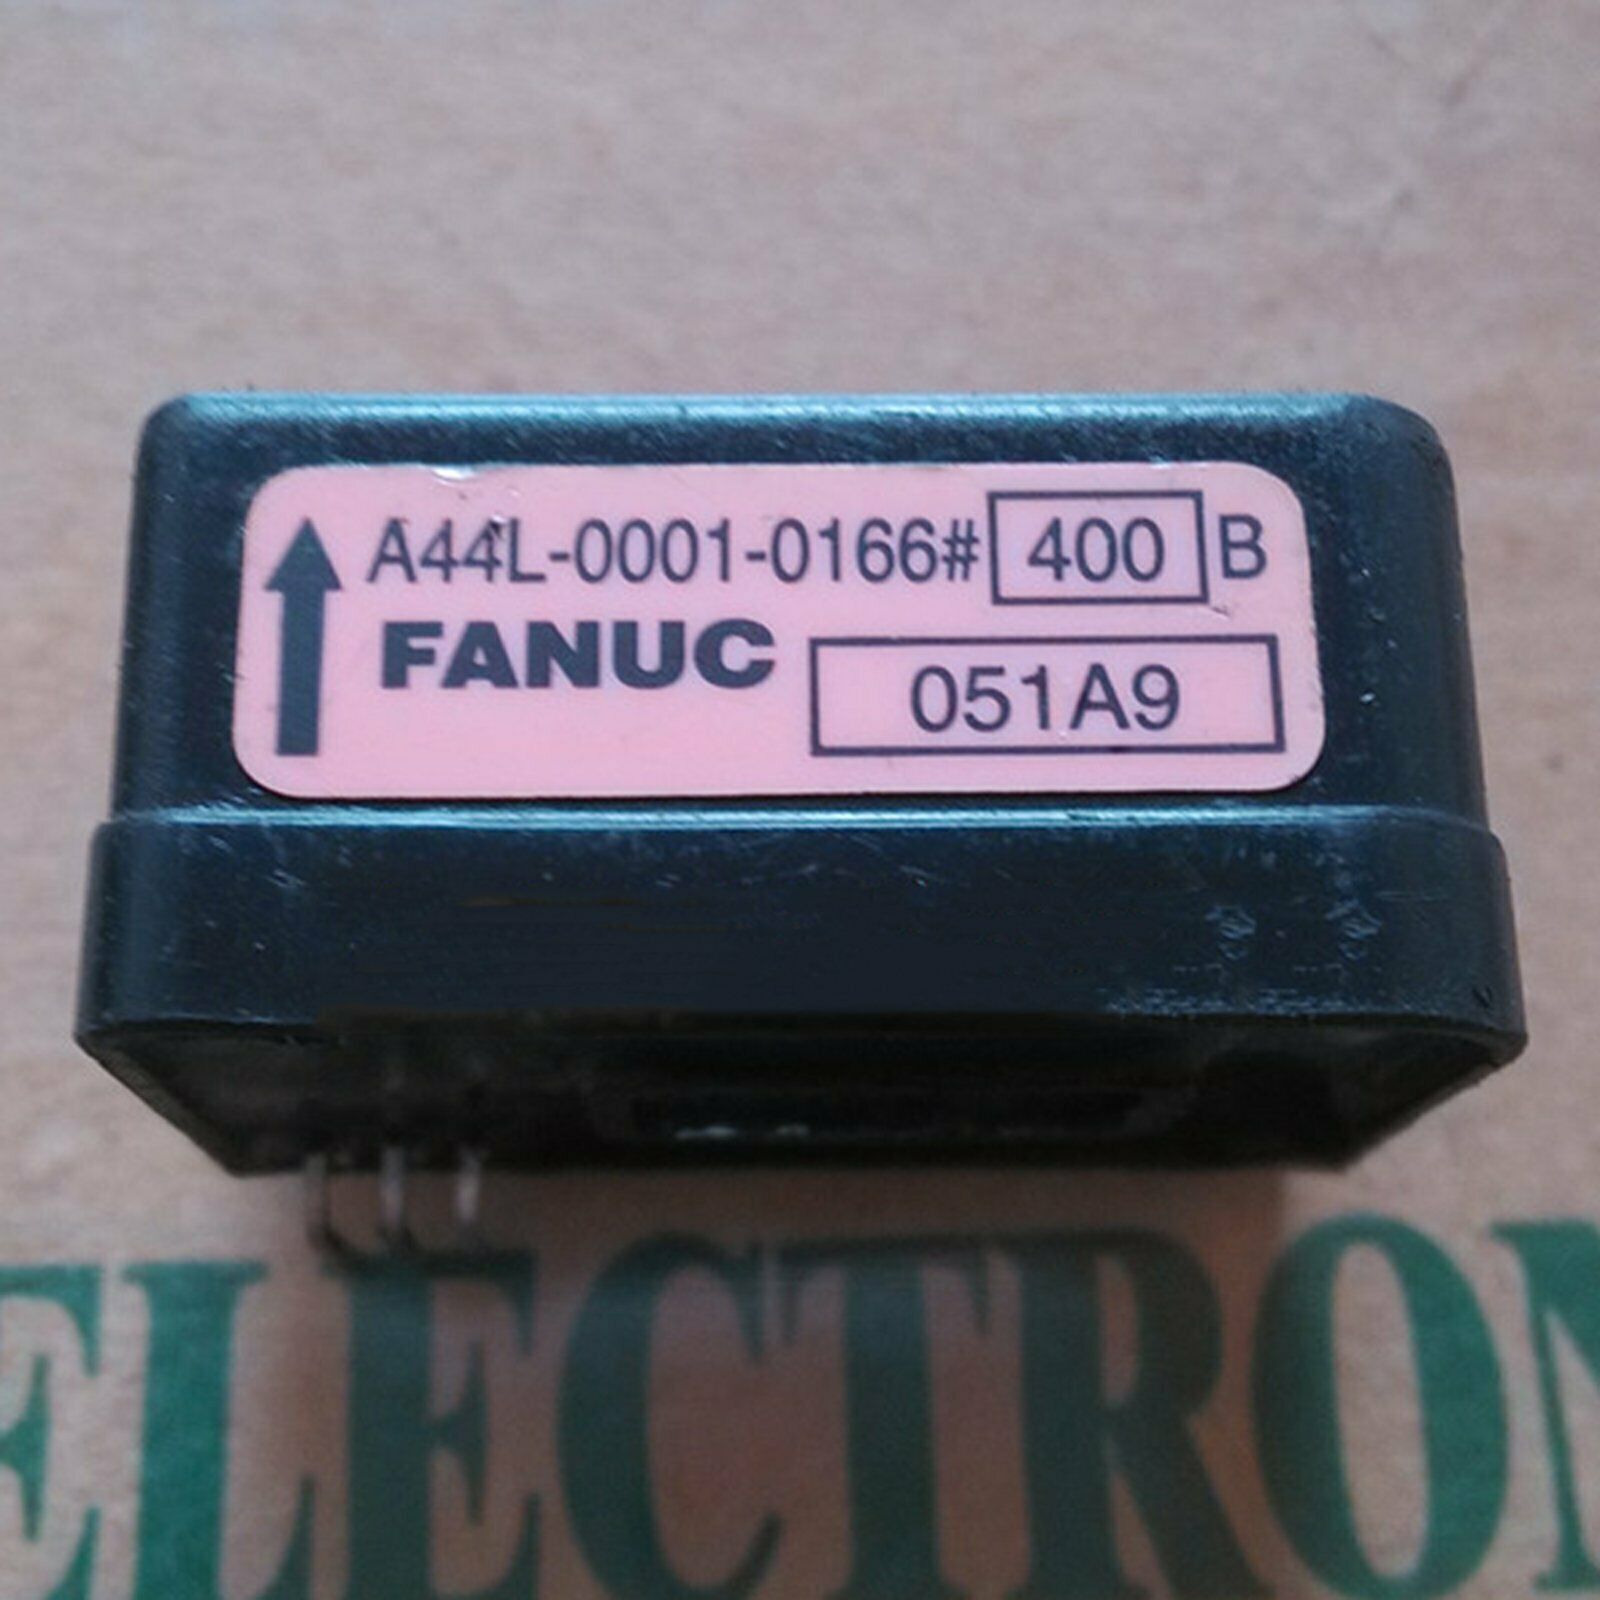 A44L-0001-0166# 400 B
FANUC
051A9
ELECTRON